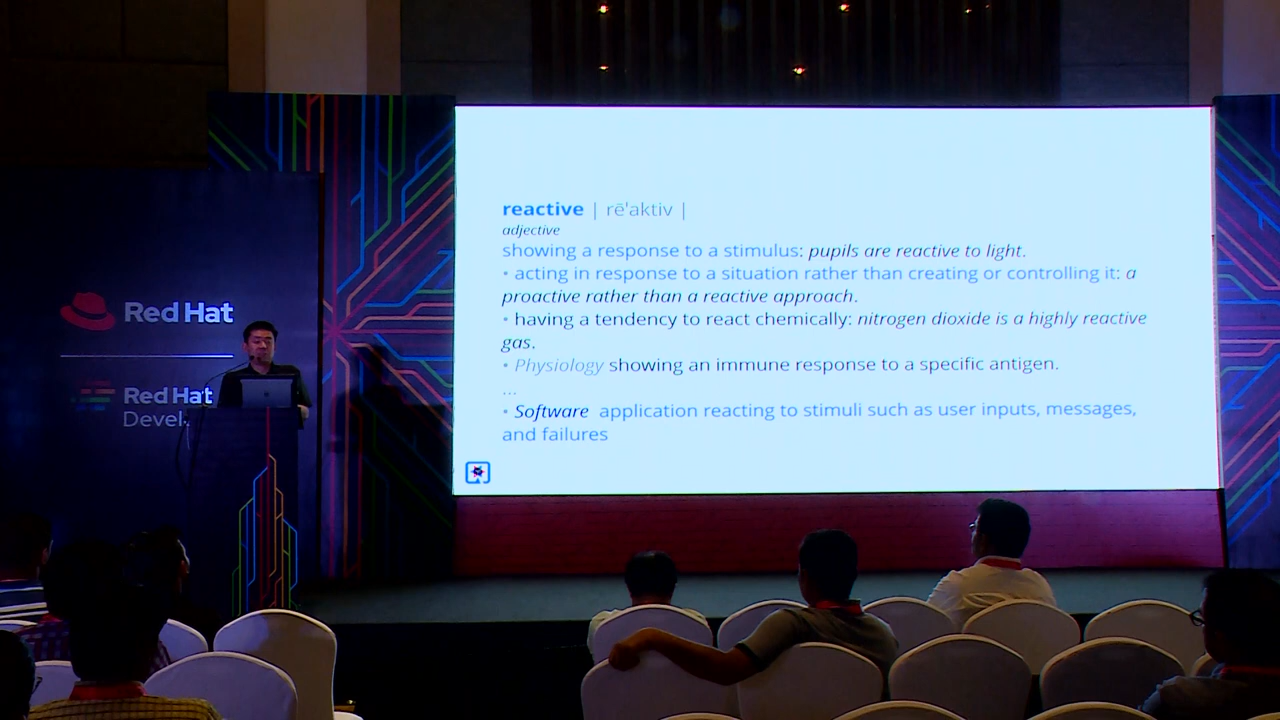 reactive | rē'aktiv |
adjective
showing a response to a stimulus: pupils are reactive to light.
• acting in response to a situation rather than creating or controlling it: a
proactive rather than a reactive approach.
• having a tendency to react chemically: nitrogen dioxide is a highly reactive
gas.
• Physiology showing an immune response to a specific antigen.
...
• Software application reacting to stimuli such as user inputs, messages,
and failures
Red Hat
Red Hat
Devel